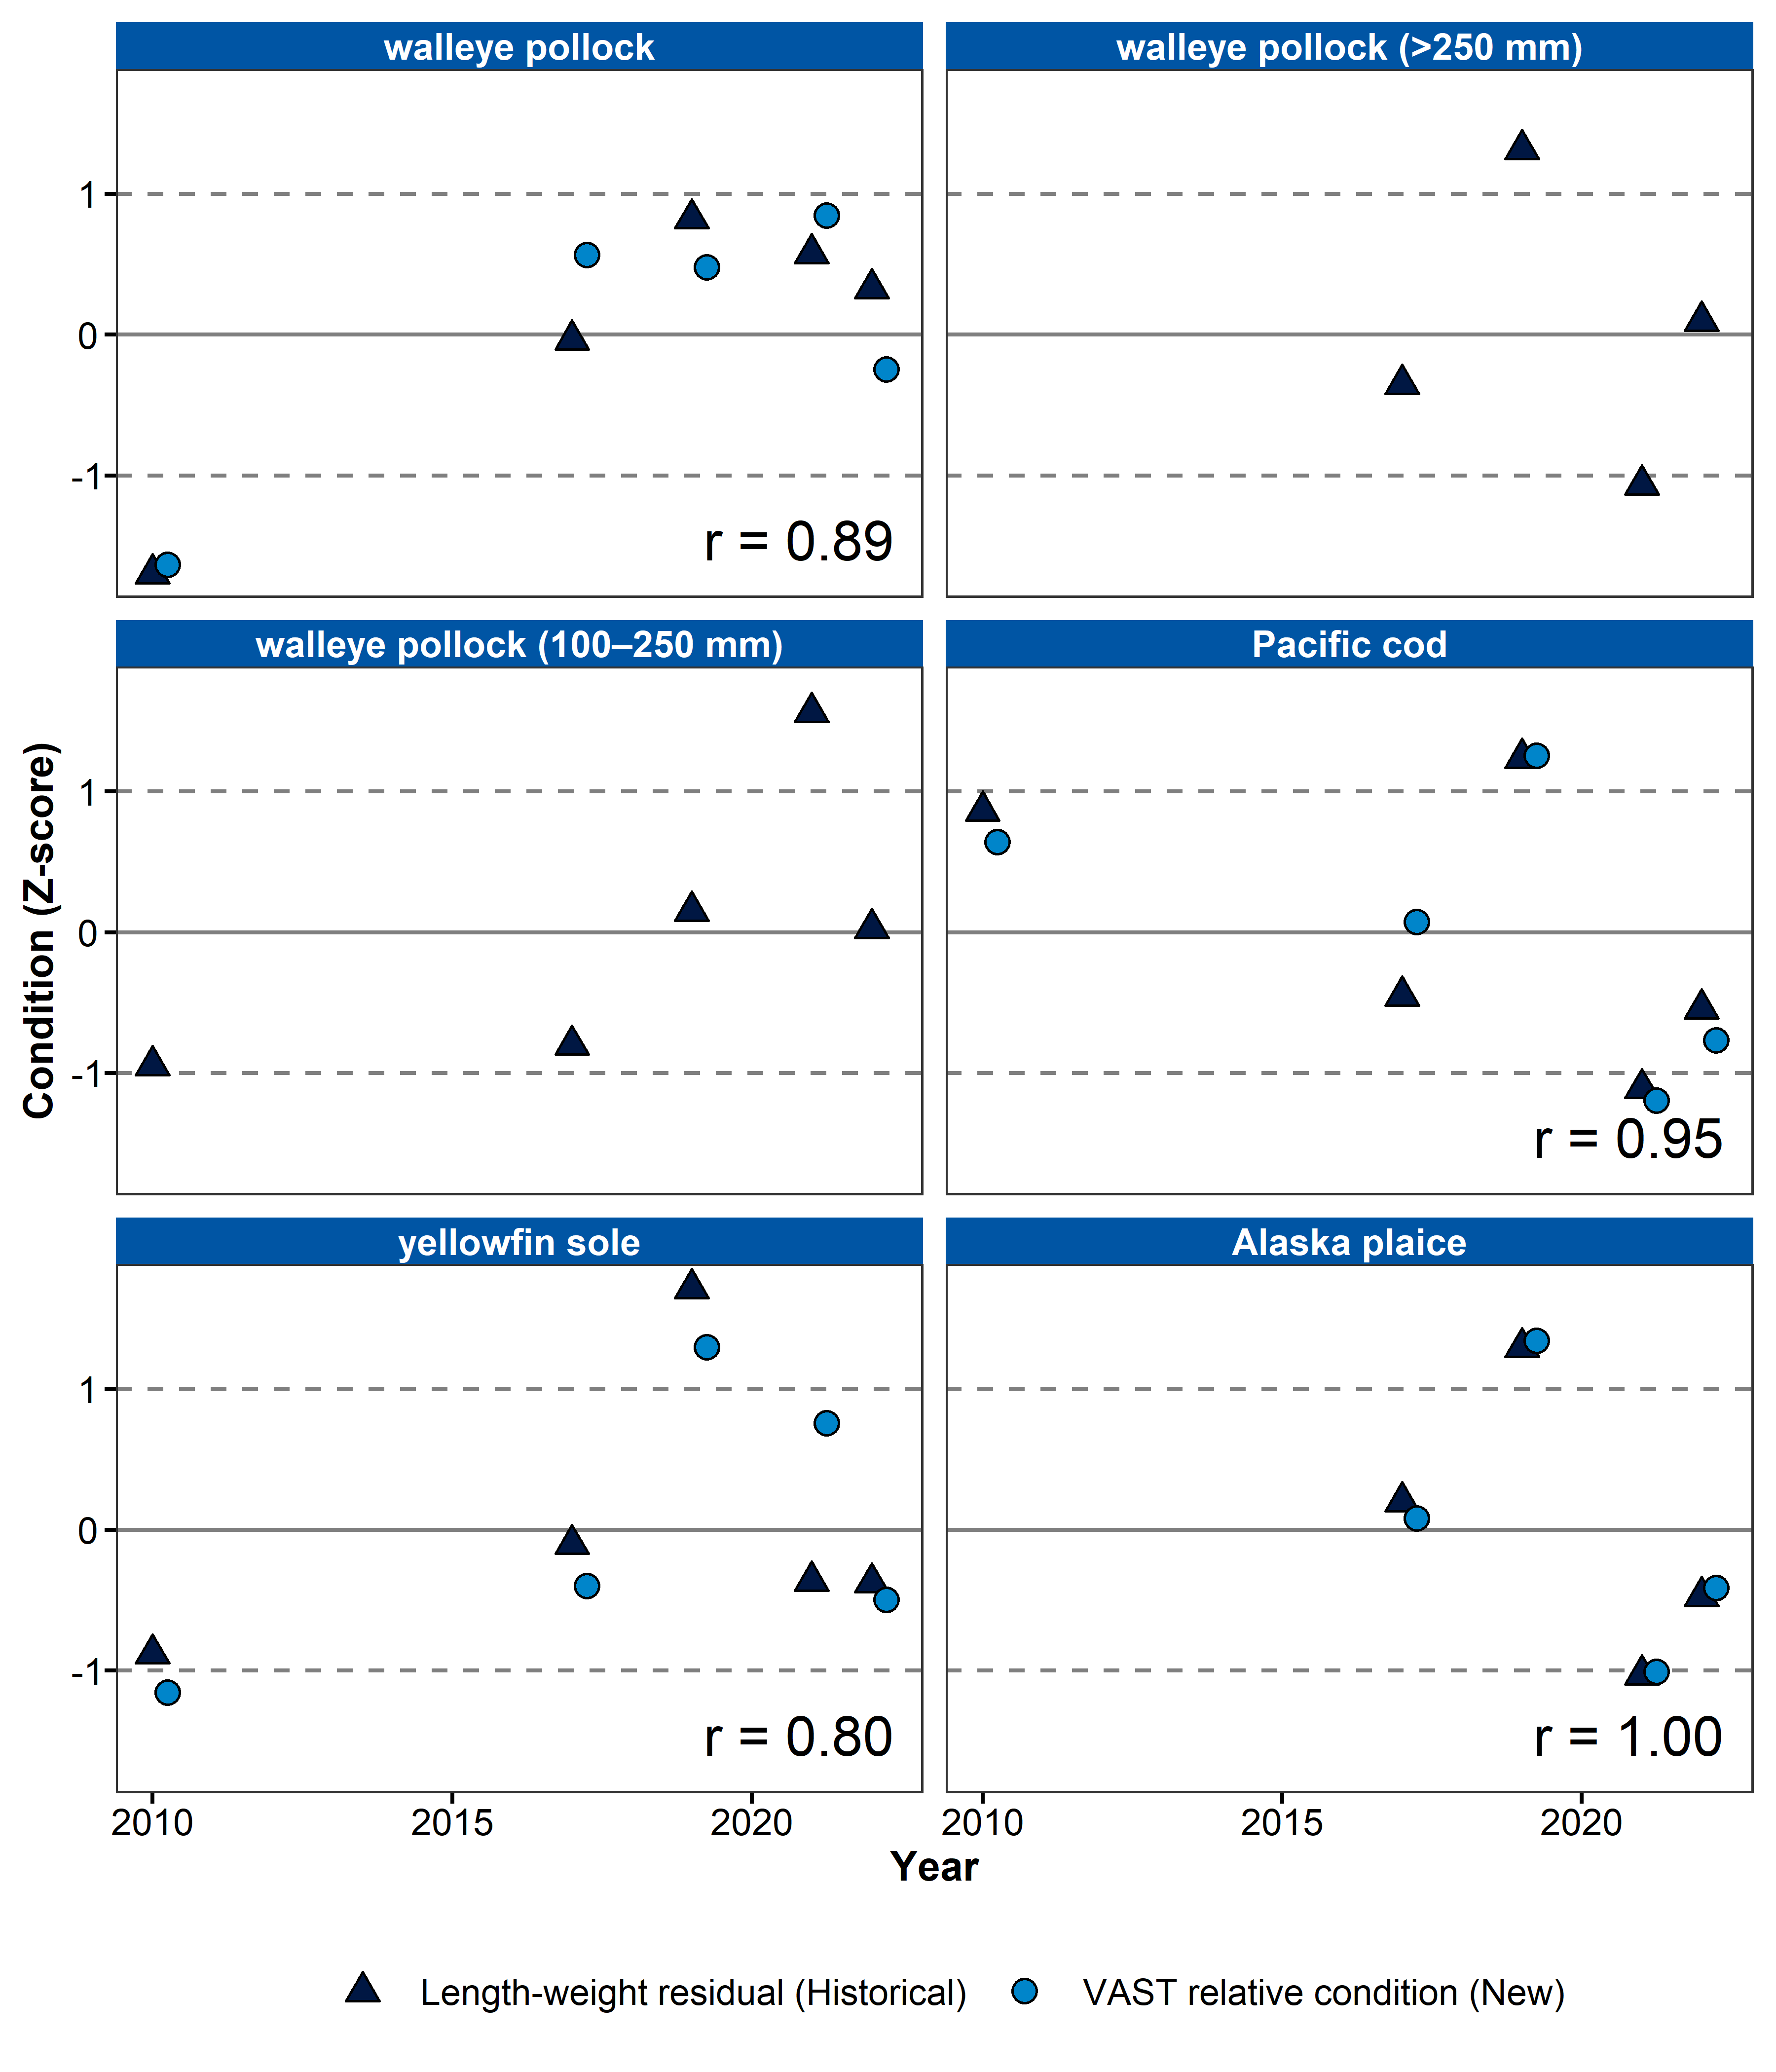 walleye pollock
walleye pollock (>250 mm)
1
0
-1
r = 0.89
walleye pollock (100–250 mm)
Pacific cod
Condition (Z-score)
1
0
-1
r = 0.95
yellowfin sole
Alaska plaice
1
0
-1
r = 0.80
r = 1.00
2010 2015 2020 2010 2015 2020
Year
Length-weight residual (Historical) VAST relative condition (New)